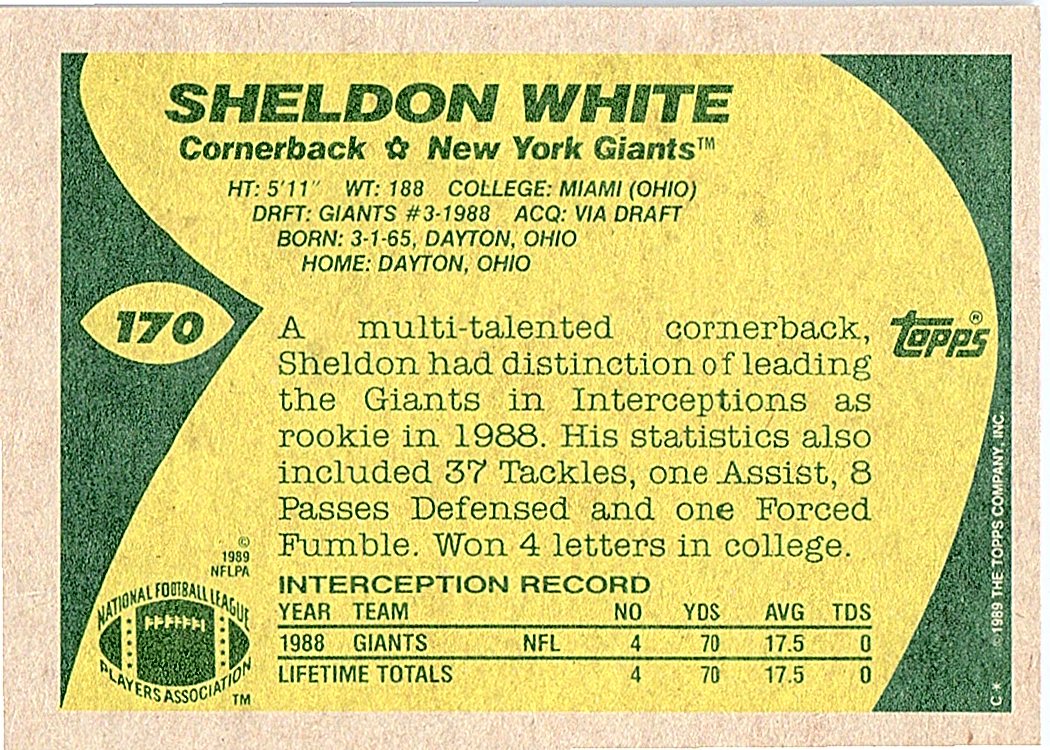 SHELDON WHITE
Cornerback ✩ New York Giants™
HT: 5'11" WT: 188 COLLEGE: MIAMI (OHIO)
DRFT: GIANTS #3-1988 ACQ: VIA DRAFT
BORN: 3-1-65, DAYTON, OHIO
HOME: DAYTON, OHIO
170
A multi-talented cornerback,
Sheldon had distinction of leading
the Giants in Interceptions as
rookie in 1988. His statistics also
included 37 Tackles, one Assist, 8
Passes Defensed and one Forced
Fumble. Won 4 letters in college.
topps®
©
1989
NFLPA
NATIONAL FOOTBALL LEAGUE
PLAYERS ASSOCIATION
TM
INTERCEPTION RECORD
YEAR TEAM NO YDS AVG TDS
1988 GIANTS NFL 4 70 17.5 0
LIFETIME TOTALS 4 70 17.5 0
©1989 THE TOPPS COMPANY, INC.
C*